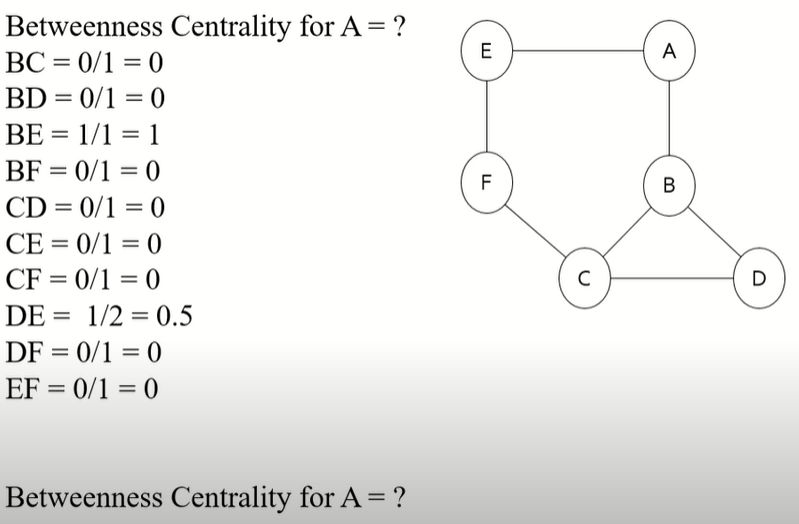 Betweenness Centrality for A = ?
BC = 0/1 = 0
BD = 0/1 = 0
BE = 1/1 = 1
BF = 0/1 = 0
CD = 0/1 = 0
CE = 0/1 = 0
CF = 0/1 = 0
DE = 1/2 = 0.5
DF = 0/1 = 0
EF = 0/1 = 0
Betweenness Centrality for A = ?
E
A
F
B
C
D